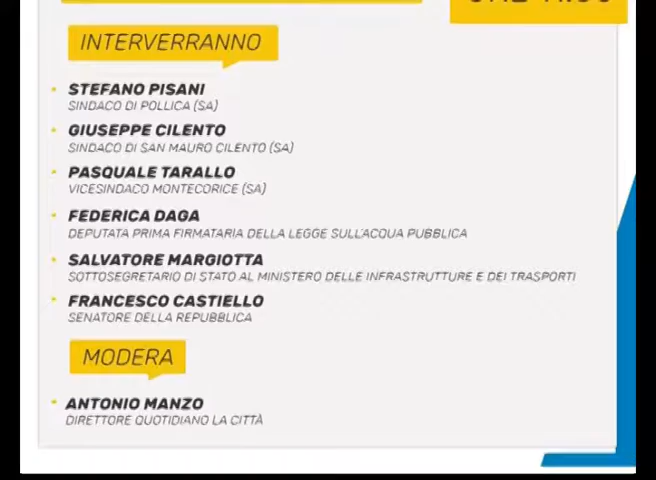 INTERVERRANNO
STEFANO PISANI
SINDACO DI POLLICA (SA)
GIUSEPPE CILENTO
SINDACO DI SAN MAURO CILENTO (SA)
PASQUALE TARALLO
VICESINDACO MONTECORICE (SA)
FEDERICA DAGA
DEPUTATA PRIMA FIRMATARIA DELLA LEGGE SULL'ACQUA PUBBLICA
SALVATORE MARGIOTTA
SOTTOSEGRETARIO DI STATO AL MINISTERO DELLE INFRASTRUTTURE E DEI TRASPORTI
FRANCESCO CASTIELLO
SENATORE DELLA REPUBBLICA
MODERA
ANTONIO MANZO
DIRETTORE QUOTIDIANO LA CITTÀ